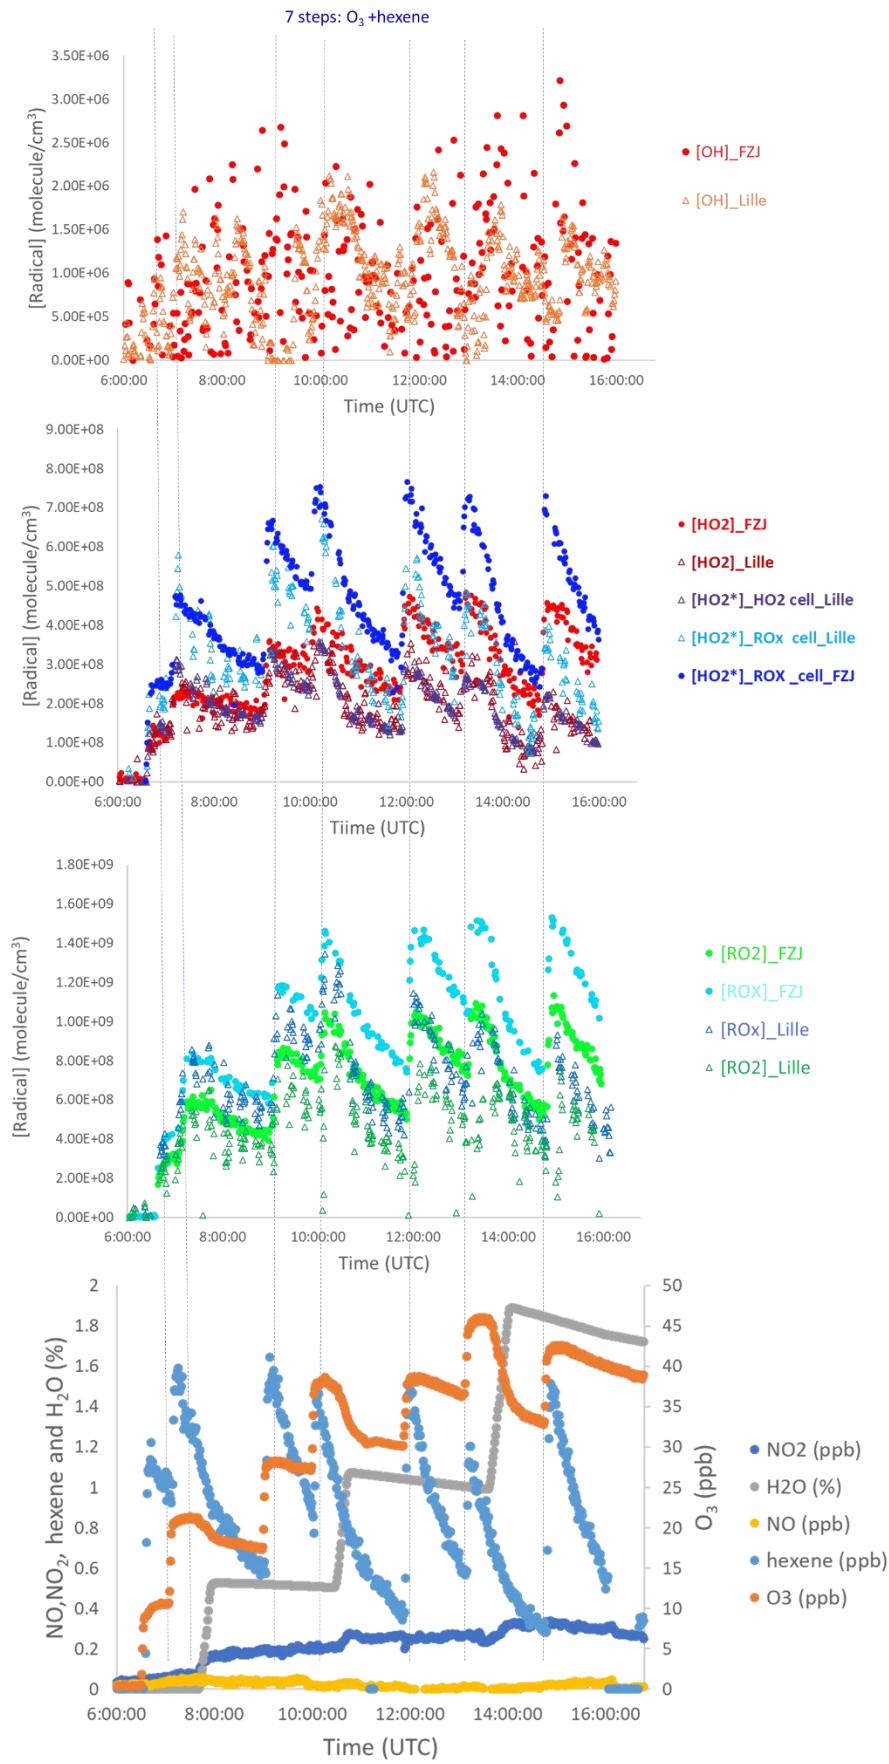 7 steps: O3 +hexene
3.50E+06
3.00E+06
2.50E+06
2.00E+06
1.50E+06
1.00E+06
5.00E+05
0.00E+00
[Radical] (molecule/cm3)
6:00:00 8:00:00 10:00:00 12:00:00 14:00:00 16:00:00
Time (UTC)
[OH]_FZJ
[OH]_Lille
9.00E+08
8.00E+08
7.00E+08
6.00E+08
5.00E+08
4.00E+08
3.00E+08
2.00E+08
1.00E+08
0.00E+00
[Radical] (molecule/cm3)
6:00:00 8:00:00 10:00:00 12:00:00 14:00:00 16:00:00
Tiime (UTC)
[HO2]_FZJ
[HO2]_Lille
[HO2*]_HO2 cell_Lille
[HO2*]_ROx cell_Lille
[HO2*]_ROX _cell_FZJ
1.80E+09
1.60E+09
1.40E+09
1.20E+09
1.00E+09
8.00E+08
6.00E+08
4.00E+08
2.00E+08
0.00E+00
[Radical] (molecule/cm3)
6:00:00 8:00:00 10:00:00 12:00:00 14:00:00 16:00:00
Time (UTC)
[RO2]_FZJ
[ROX]_FZJ
[ROx]_Lille
[RO2]_Lille
2
1.8
1.6
1.4
1.2
1
0.8
0.6
0.4
0.2
0
NO,NO2, hexene and H2O (%)
50
45
40
35
30
25
20
15
10
5
0
O3 (ppb)
6:00:00 8:00:00 10:00:00 12:00:00 14:00:00 16:00:00
Time (UTC)
NO2 (ppb)
H2O (%)
NO (ppb)
hexene (ppb)
O3 (ppb)